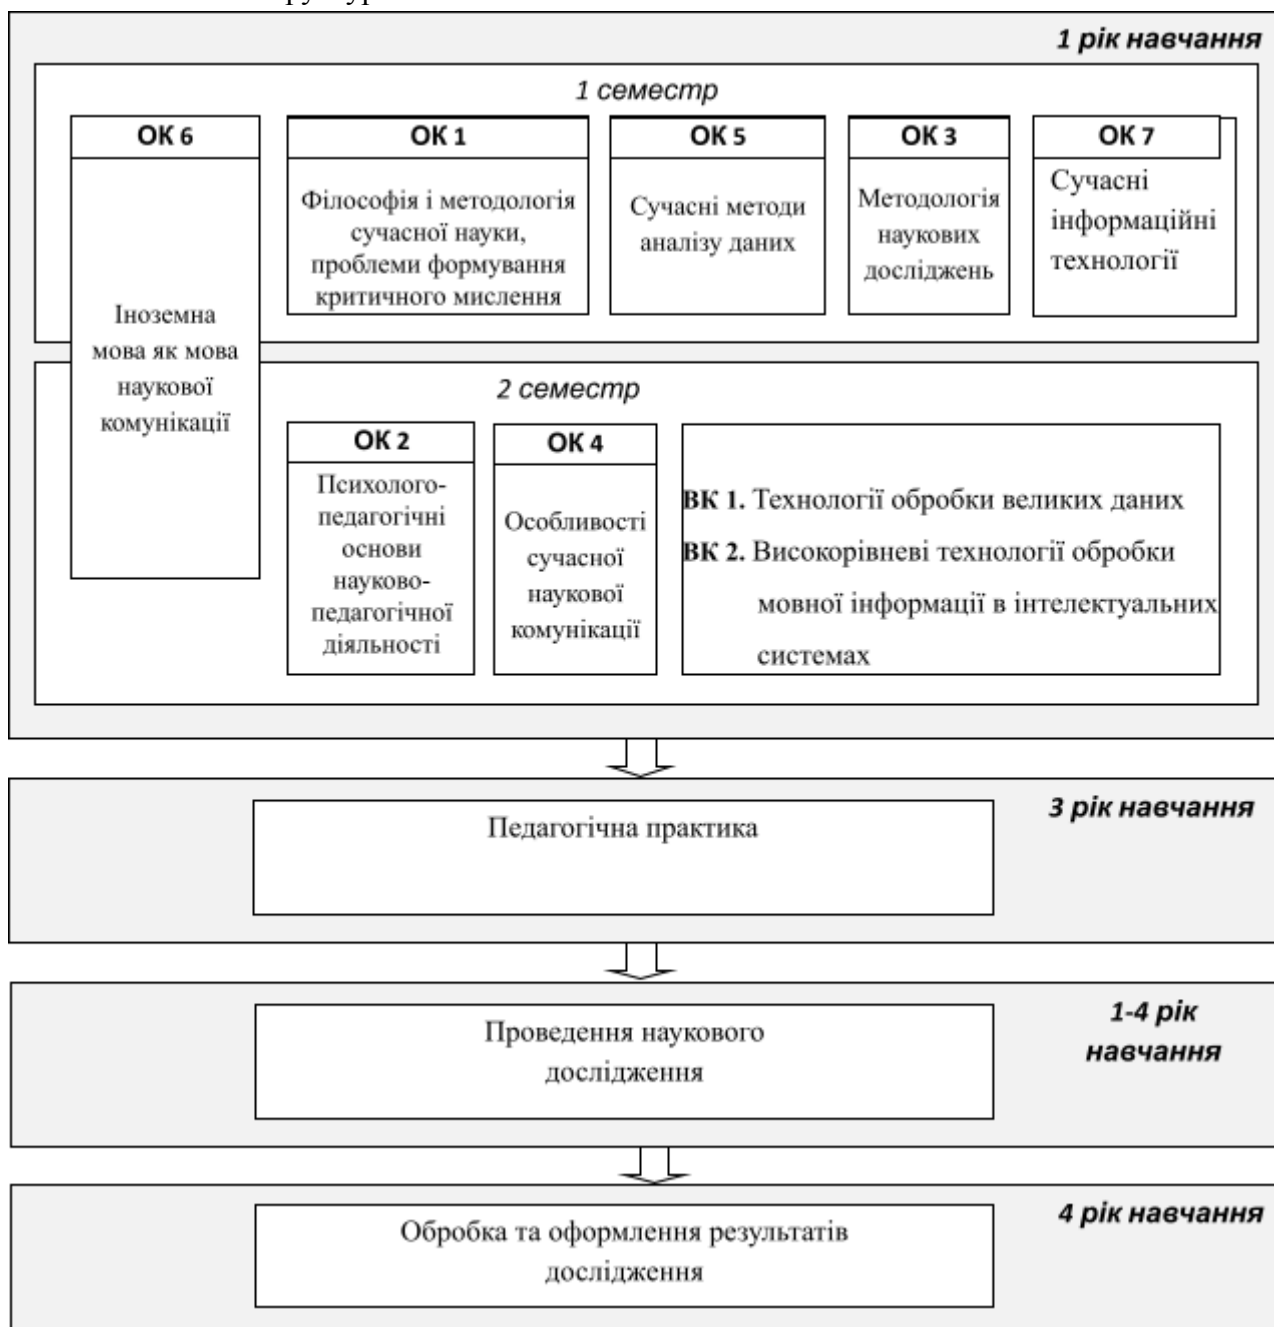 1 рік навчання
1 семестр
ОК 6
Іноземна
мова як мова
наукової
комунікації
ОК 1
Філософія і методологія
сучасної науки,
проблеми формування
критичного мислення
ОК 5
Сучасні методи
аналізу даних
ОК 3
Методологія
наукових
досліджень
ОК 7
Сучасні
інформаційні
технології
2 семестр
ОК 2
Психолого-
педагогічні
основи
науково-
педагогічної
діяльності
ОК 4
Особливості
сучасної
наукової
комунікації
ВК 1. Технології обробки великих даних
ВК 2. Високорівневі технології обробки
мовної інформації в інтелектуальних
системах
3 рік навчання
Педагогічна практика
1-4 рік
навчання
Проведення наукового
дослідження
4 рік навчання
Обробка та оформлення результатів
дослідження